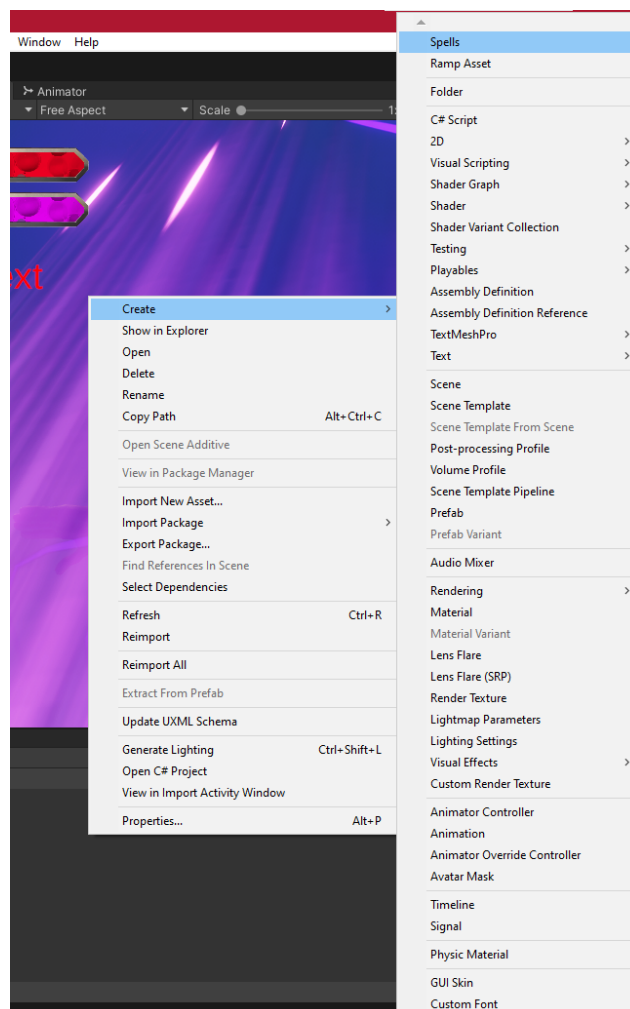 Window Help
Animator
Free Aspect
Scale
Create
Show in Explorer
Open
Delete
Rename
Copy Path Alt+Ctrl+C
Open Scene Additive
View in Package Manager
Import New Asset...
Import Package
Export Package...
Find References In Scene
Select Dependencies
Refresh Ctrl+R
Reimport
Reimport All
Extract From Prefab
Update UXML Schema
Generate Lighting Ctrl+Shift+L
Open C# Project
View in Import Activity Window
Properties... Alt+P
Spells
Ramp Asset
Folder
C# Script
2D
Visual Scripting
Shader Graph
Shader
Shader Variant Collection
Testing
Playables
Assembly Definition
Assembly Definition Reference
TextMeshPro
Text
Scene
Scene Template
Scene Template From Scene
Post-processing Profile
Volume Profile
Scene Template Pipeline
Prefab
Prefab Variant
Audio Mixer
Rendering
Material
Material Variant
Lens Flare
Lens Flare (SRP)
Render Texture
Lightmap Parameters
Lighting Settings
Visual Effects
Custom Render Texture
Animator Controller
Animation
Animator Override Controller
Avatar Mask
Timeline
Signal
Physic Material
GUI Skin
Custom Font